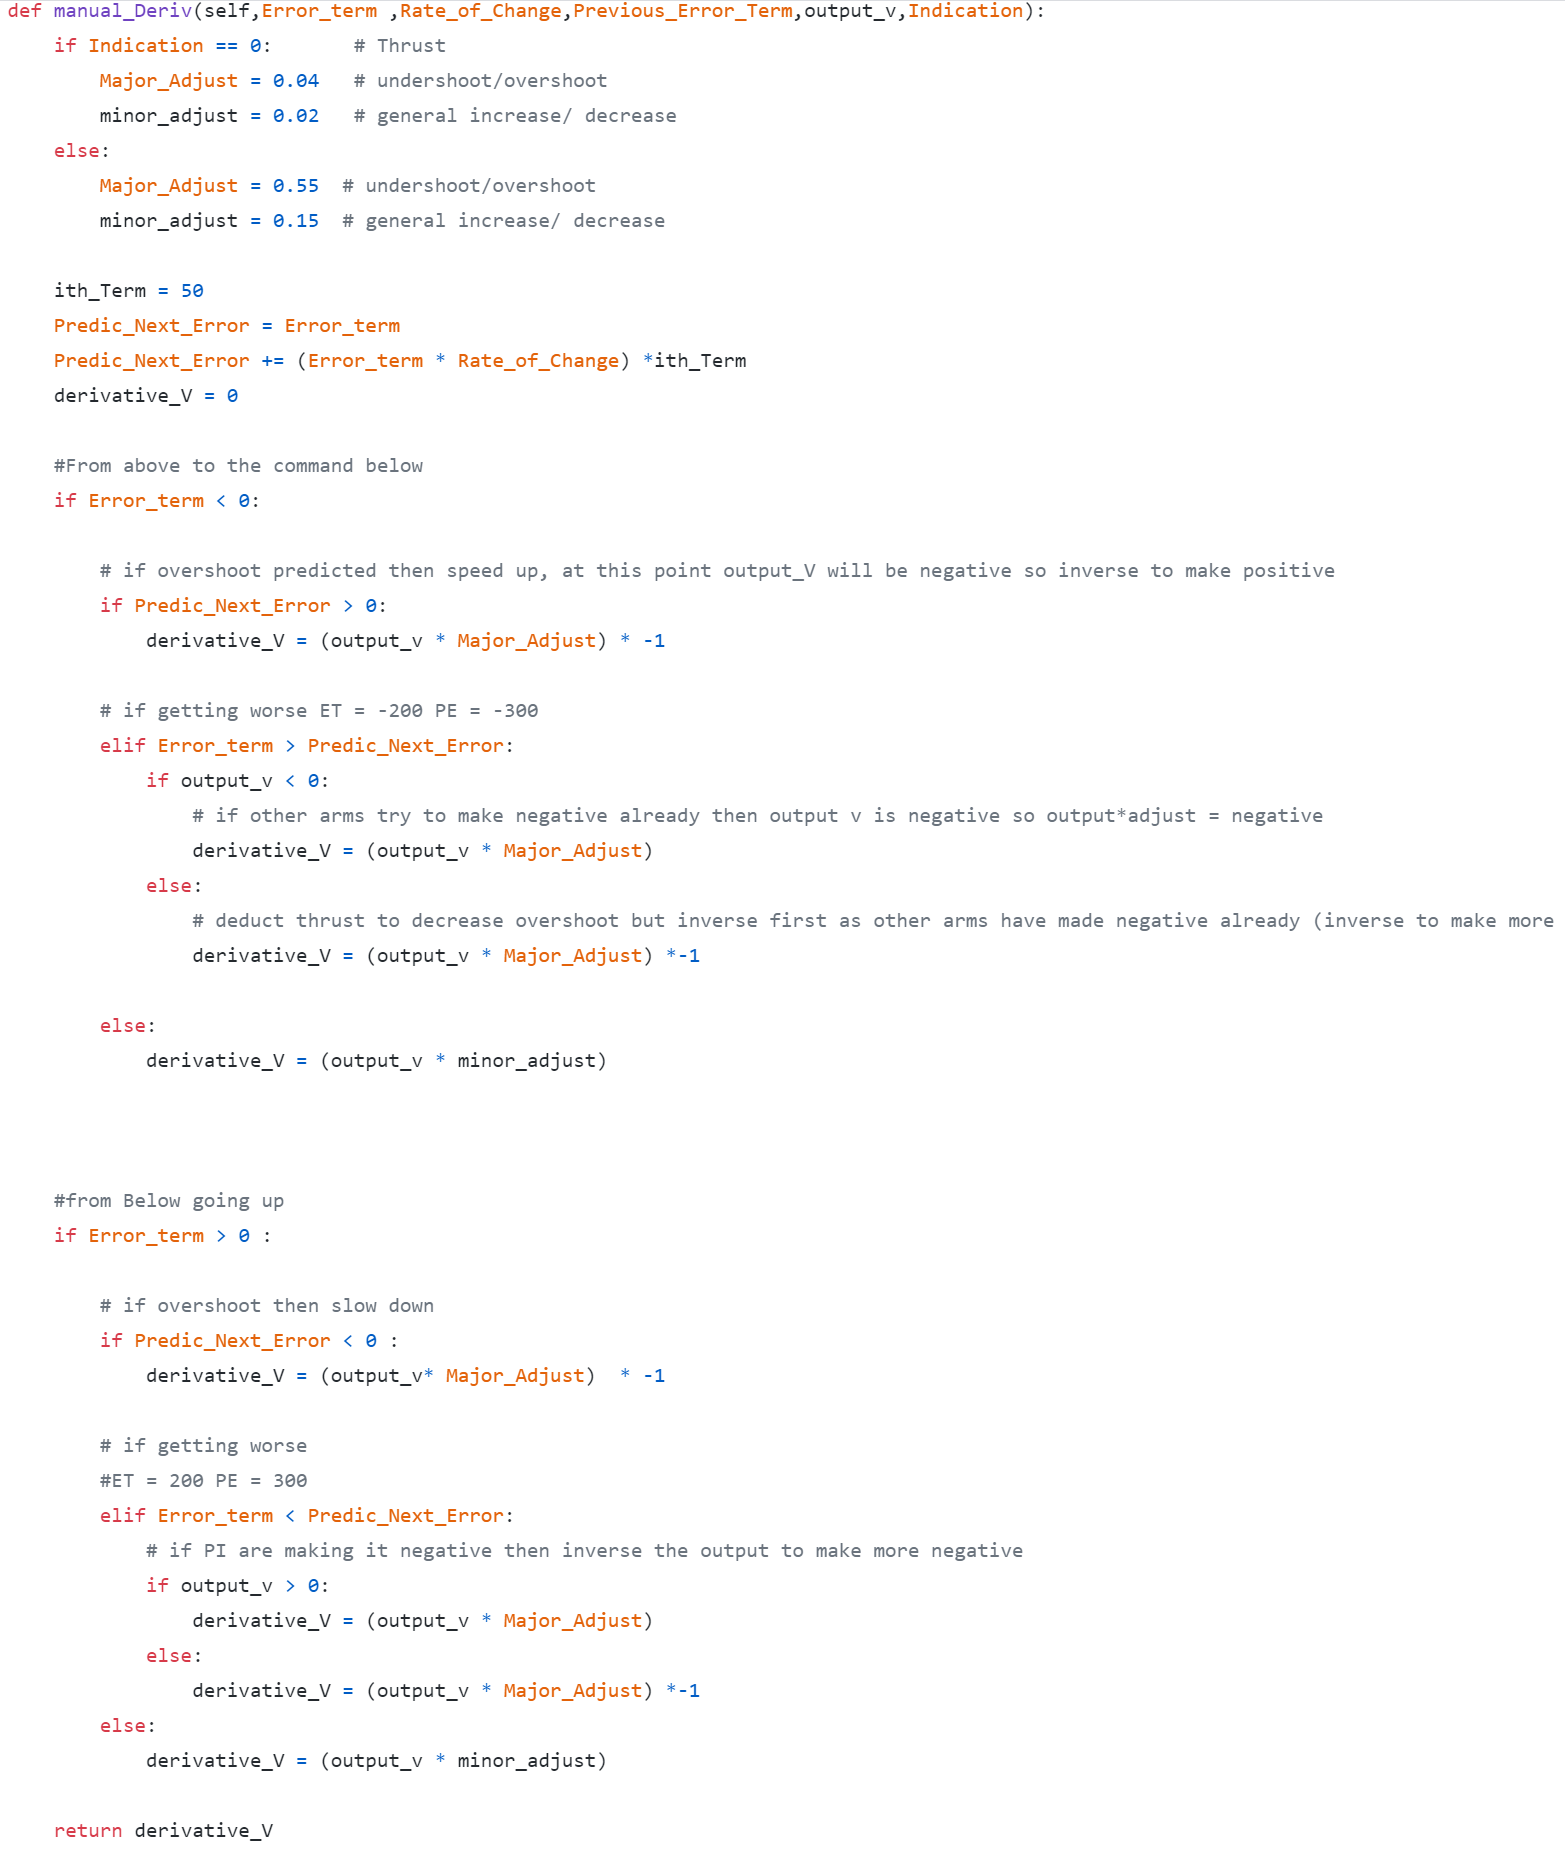 def manual_Deriv(self,Error_term ,Rate_of_Change,Previous_Error_Term,output_v,Indication):
    if Indication == 0:       # Thrust
        Major_Adjust = 0.04   # undershoot/overshoot
        minor_adjust = 0.02   # general increase/ decrease
    else:
        Major_Adjust = 0.55  # undershoot/overshoot
        minor_adjust = 0.15  # general increase/ decrease

    ith_Term = 50
    Predic_Next_Error = Error_term
    Predic_Next_Error += (Error_term * Rate_of_Change) *ith_Term
    derivative_V = 0

    #From above to the command below
    if Error_term < 0:

        # if overshoot predicted then speed up, at this point output_V will be negative so inverse to make positive
        if Predic_Next_Error > 0:
            derivative_V = (output_v * Major_Adjust) * -1

        # if getting worse ET = -200 PE = -300
        elif Error_term > Predic_Next_Error:
            if output_v < 0:
                # if other arms try to make negative already then output v is negative so output*adjust = negative
                derivative_V = (output_v * Major_Adjust)
            else:
                # deduct thrust to decrease overshoot but inverse first as other arms have made negative already (inverse to make more
                derivative_V = (output_v * Major_Adjust) *-1

        else:
            derivative_V = (output_v * minor_adjust)

    #from Below going up
    if Error_term > 0 :

        # if overshoot then slow down
        if Predic_Next_Error < 0 :
            derivative_V = (output_v* Major_Adjust)  * -1

        # if getting worse
        #ET = 200 PE = 300
        elif Error_term < Predic_Next_Error:
            # if PI are making it negative then inverse the output to make more negative
            if output_v > 0:
                derivative_V = (output_v * Major_Adjust)
            else:
                derivative_V = (output_v * Major_Adjust) *-1
        else:
            derivative_V = (output_v * minor_adjust)

    return derivative_V